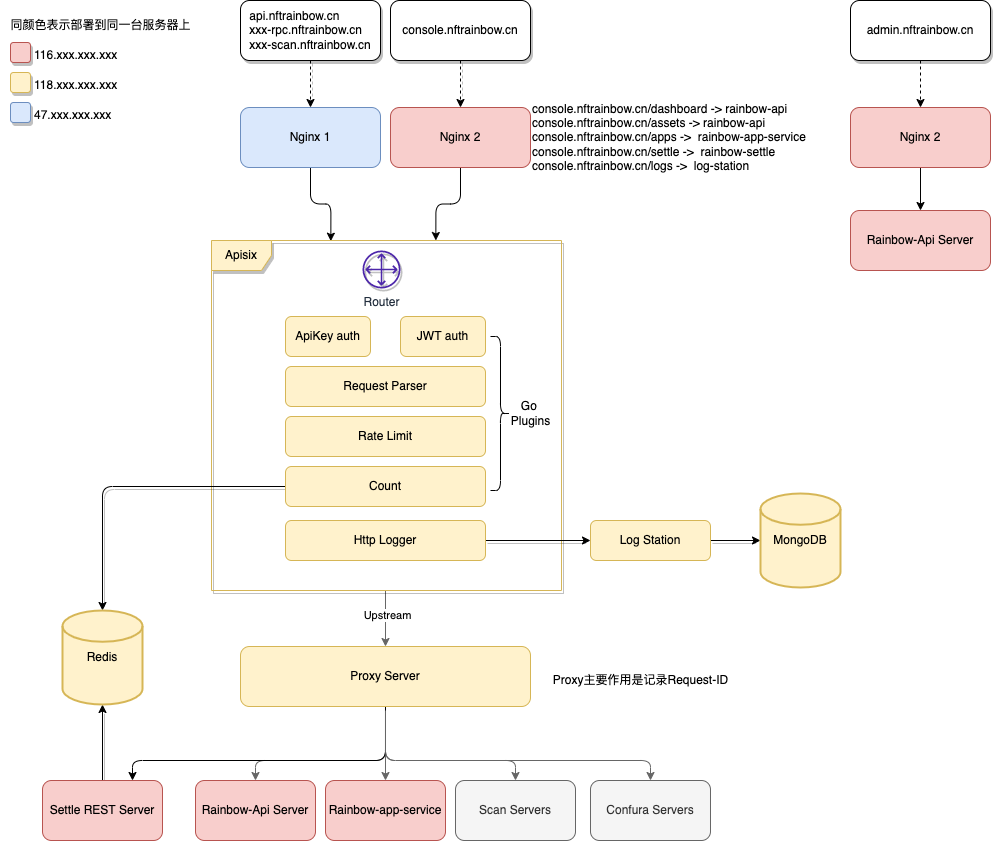 同颜色表示部署到同一台服务器上
116.xxx.xxx.xxx
118.xxx.xxx.xxx
47.xxx.xxx.xxx
api.nftrainbow.cn
xxx-rpc.nftrainbow.cn
xxx-scan.nftrainbow.cn
console.nftrainbow.cn
admin.nftrainbow.cn
Nginx 1
Nginx 2
console.nftrainbow.cn/dashboard -> rainbow-api
console.nftrainbow.cn/assets -> rainbow-api
console.nftrainbow.cn/apps -> rainbow-app-service
console.nftrainbow.cn/settle -> rainbow-settle
console.nftrainbow.cn/logs -> log-station
Nginx 2
Rainbow-Api Server
Apisix
Router
ApiKey auth
JWT auth
Request Parser
Go
Plugins
Rate Limit
Count
Http Logger
Log Station
MongoDB
Upstream
Redis
Proxy Server
Proxy主要作用是记录Request-ID
Settle REST Server
Rainbow-Api Server
Rainbow-app-service
Scan Servers
Confura Servers